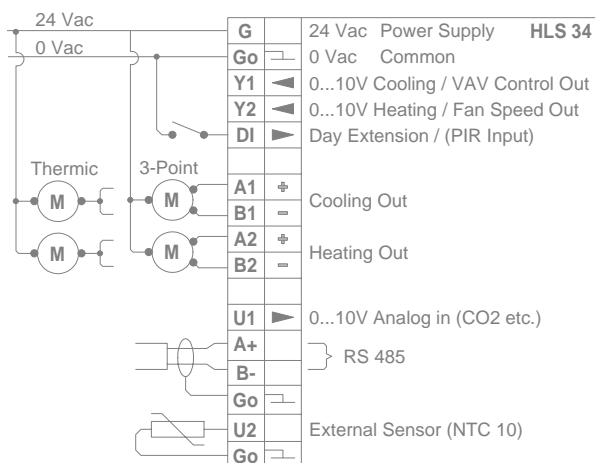 24 Vac
G 24 Vac Power Supply HLS 34
0 Vac
Go 0 Vac Common
Y1 0...10V Cooling / VAV Control Out
Y2 0...10V Heating / Fan Speed Out
DI Day Extension / (PIR Input)
Thermic 3-Point
M M A1 + Cooling Out
B1 -
M M A2 + Heating Out
B2 -
U1 0...10V Analog in (CO2 etc.)
A+ RS 485
B-
Go
U2 External Sensor (NTC 10)
Go